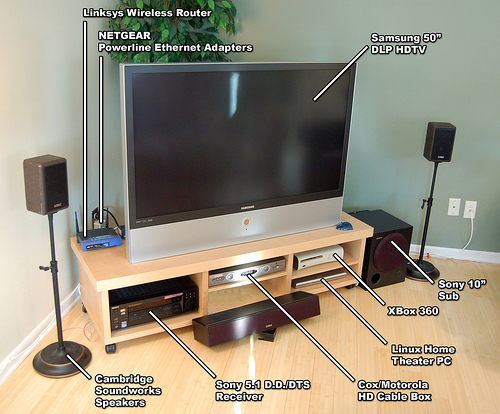 Linksys Wireless Router
NETGEAR
Powerline Ethernet Adapters
Samsung 50"
DLP HDTV
SAMSUNG
Sony 10"
Sub
XBox 360
Linux Home
Theater PC
Cox/Motorola
HD Cable Box
Sony 5.1 D.D./DTS
Receiver
Cambridge
Soundworks
Speakers